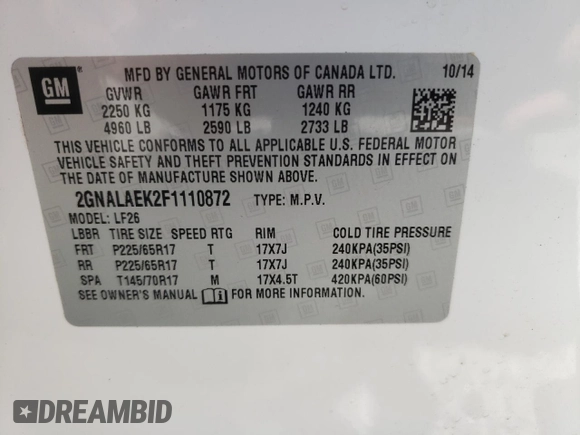 GM
MFD BY GENERAL MOTORS OF CANADA LTD. 10/14
GVWR GAWR FRT GAWR RR
2250 KG 1175 KG 1240 KG
4960 LB 2590 LB 2733 LB
THIS VEHICLE CONFORMS TO ALL APPLICABLE U.S. FEDERAL MOTOR
VEHICLE SAFETY AND THEFT PREVENTION STANDARDS IN EFFECT ON
THE DATE OF MANUFACTURE SHOWN ABOVE.
2GNALAEK2F1110872 TYPE: M.P.V.
MODEL: LF26
LBBR TIRE SIZE SPEED RTG RIM COLD TIRE PRESSURE
FRT P225/65R17 T 17X7J 240KPA(35PSI)
RR P225/65R17 T 17X7J 240KPA(35PSI)
SPA T145/70R17 M 17X4.5T 420KPA(60PSI)
SEE OWNER'S MANUAL FOR MORE INFORMATION
DREAMBID